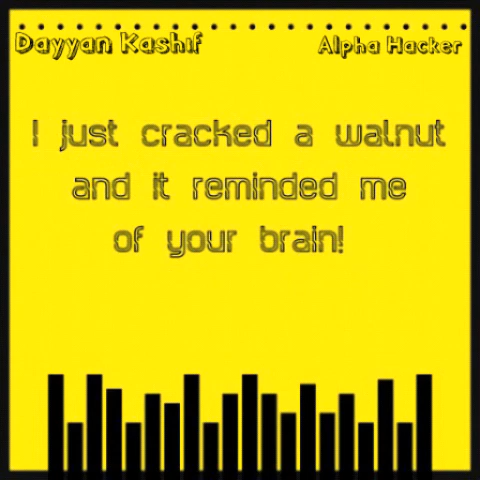 Dayyan Kashif
Alpha Hacker
I just cracked a walnut
and it reminded me
of your brain!